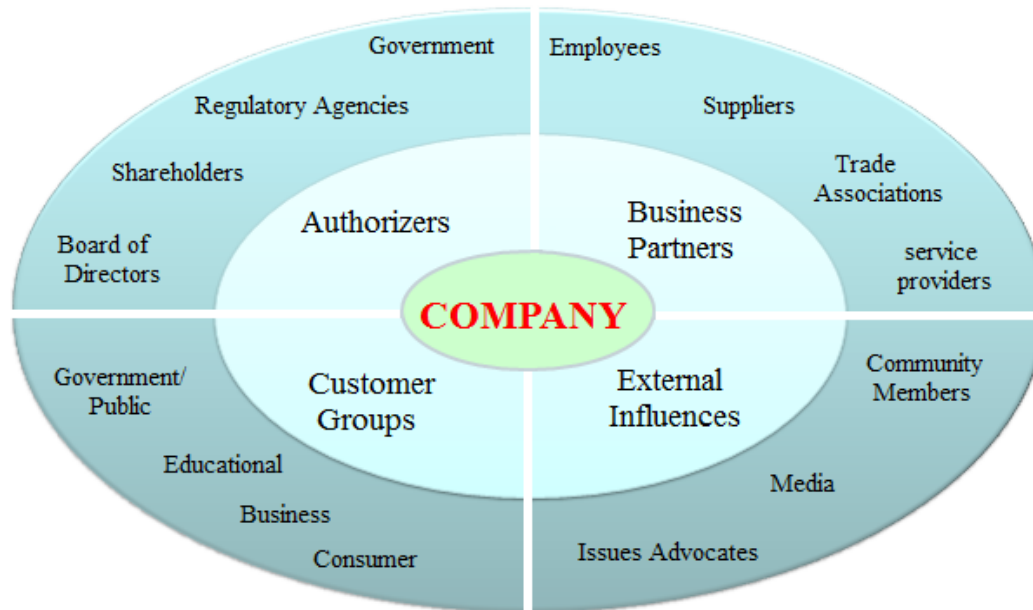 Government
Regulatory Agencies
Shareholders
Board of
Directors
Authorizers
Employees
Suppliers
Trade
Associations
service
providers
Business
Partners
COMPANY
Government/
Public
Educational
Business
Consumer
Customer
Groups
External
Influences
Community
Members
Media
Issues Advocates